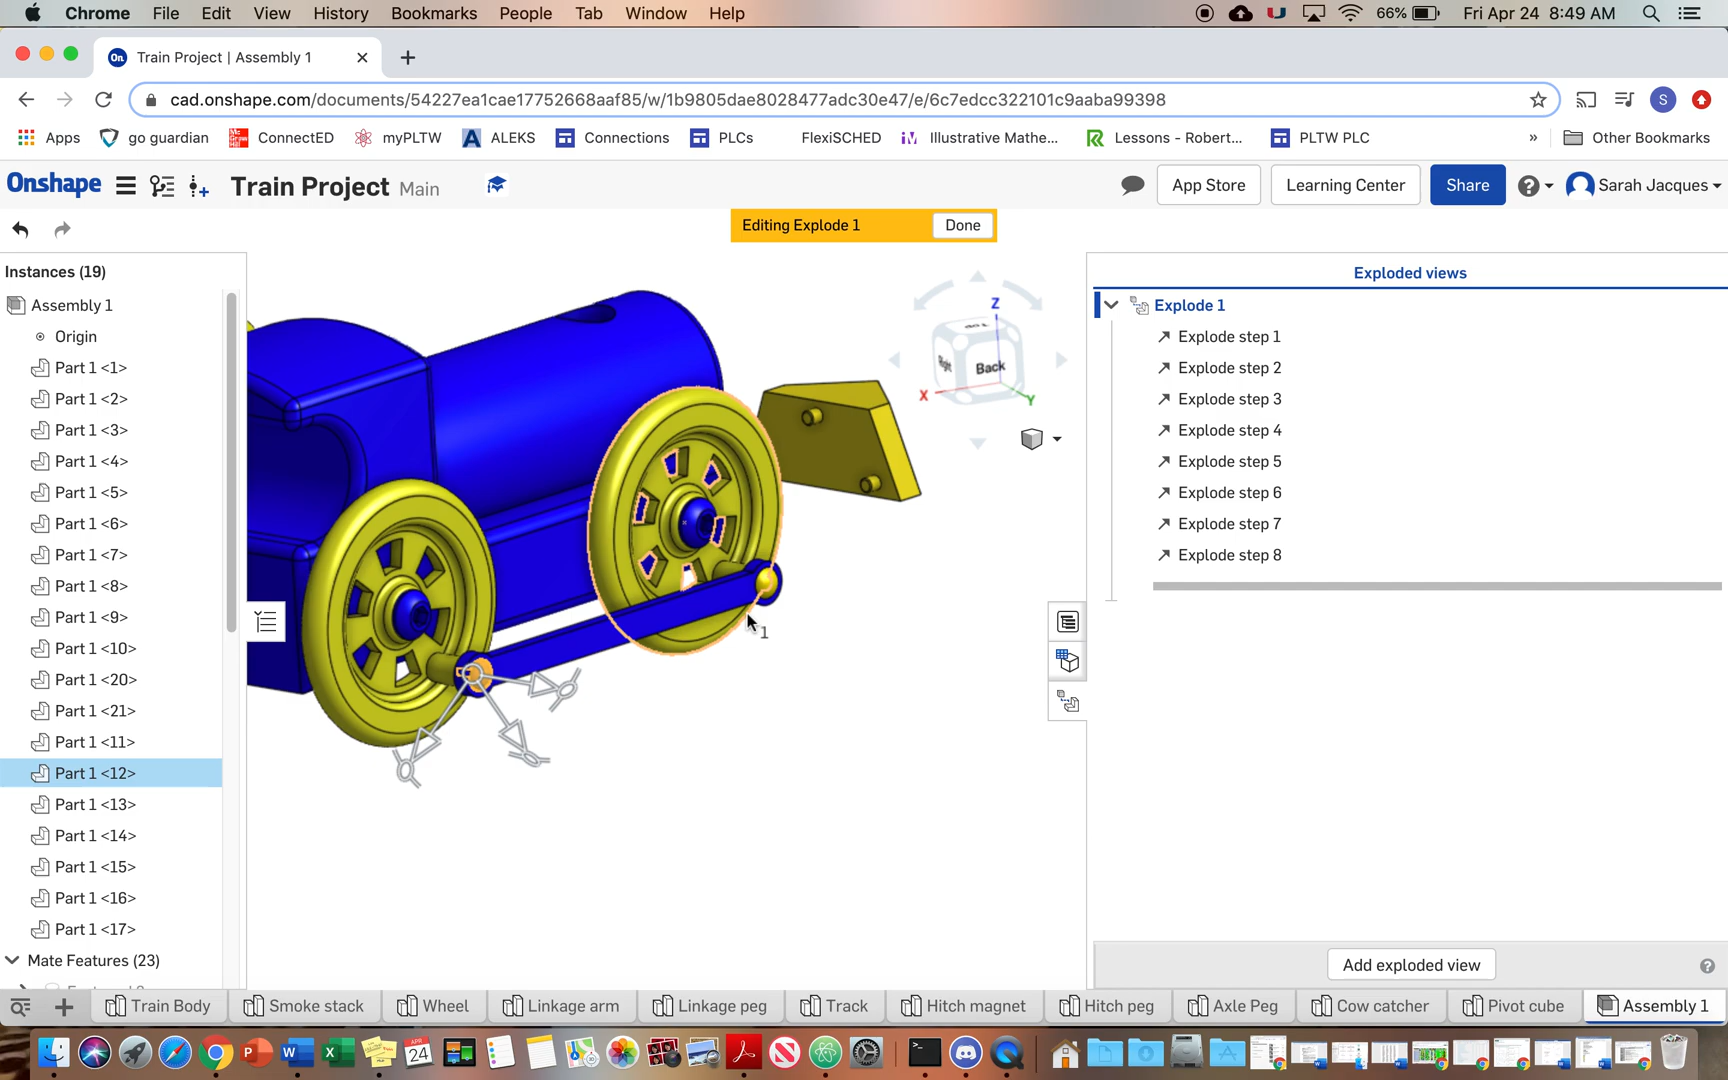 Chrome File Edit View History Bookmarks People Tab Window Help 66% Fri Apr 24 8:49 AM
On Train Project | Assembly 1
cad.onshape.com/documents/54227ea1cae17752668aaf85/w/1b9805dae8028477adc30e47/e/6c7edcc322101c9aaba99398 S
Apps go guardian ConnectED myPLTW ALEKS Connections PLCs FlexiSCHED Illustrative Mathe... Lessons - Robert... PLTW PLC » Other Bookmarks
Onshape Train Project Main App Store Learning Center Share Sarah Jacques
Editing Explode 1 Done
Instances (19)
Assembly 1
Origin
Part 1 <1>
Part 1 <2>
Part 1 <3>
Part 1 <4>
Part 1 <5>
Part 1 <6>
Part 1 <7>
Part 1 <8>
Part 1 <9>
Part 1 <10>
Part 1 <20>
Part 1 <21>
Part 1 <11>
Part 1 <12>
Part 1 <13>
Part 1 <14>
Part 1 <15>
Part 1 <16>
Part 1 <17>
Mate Features (23)
Z
Top
Right
Back
X
Y
1
Exploded views
Explode 1
Explode step 1
Explode step 2
Explode step 3
Explode step 4
Explode step 5
Explode step 6
Explode step 7
Explode step 8
Add exploded view
Train Body Smoke stack Wheel Linkage arm Linkage peg Track Hitch magnet Hitch peg Axle Peg Cow catcher Pivot cube Assembly 1